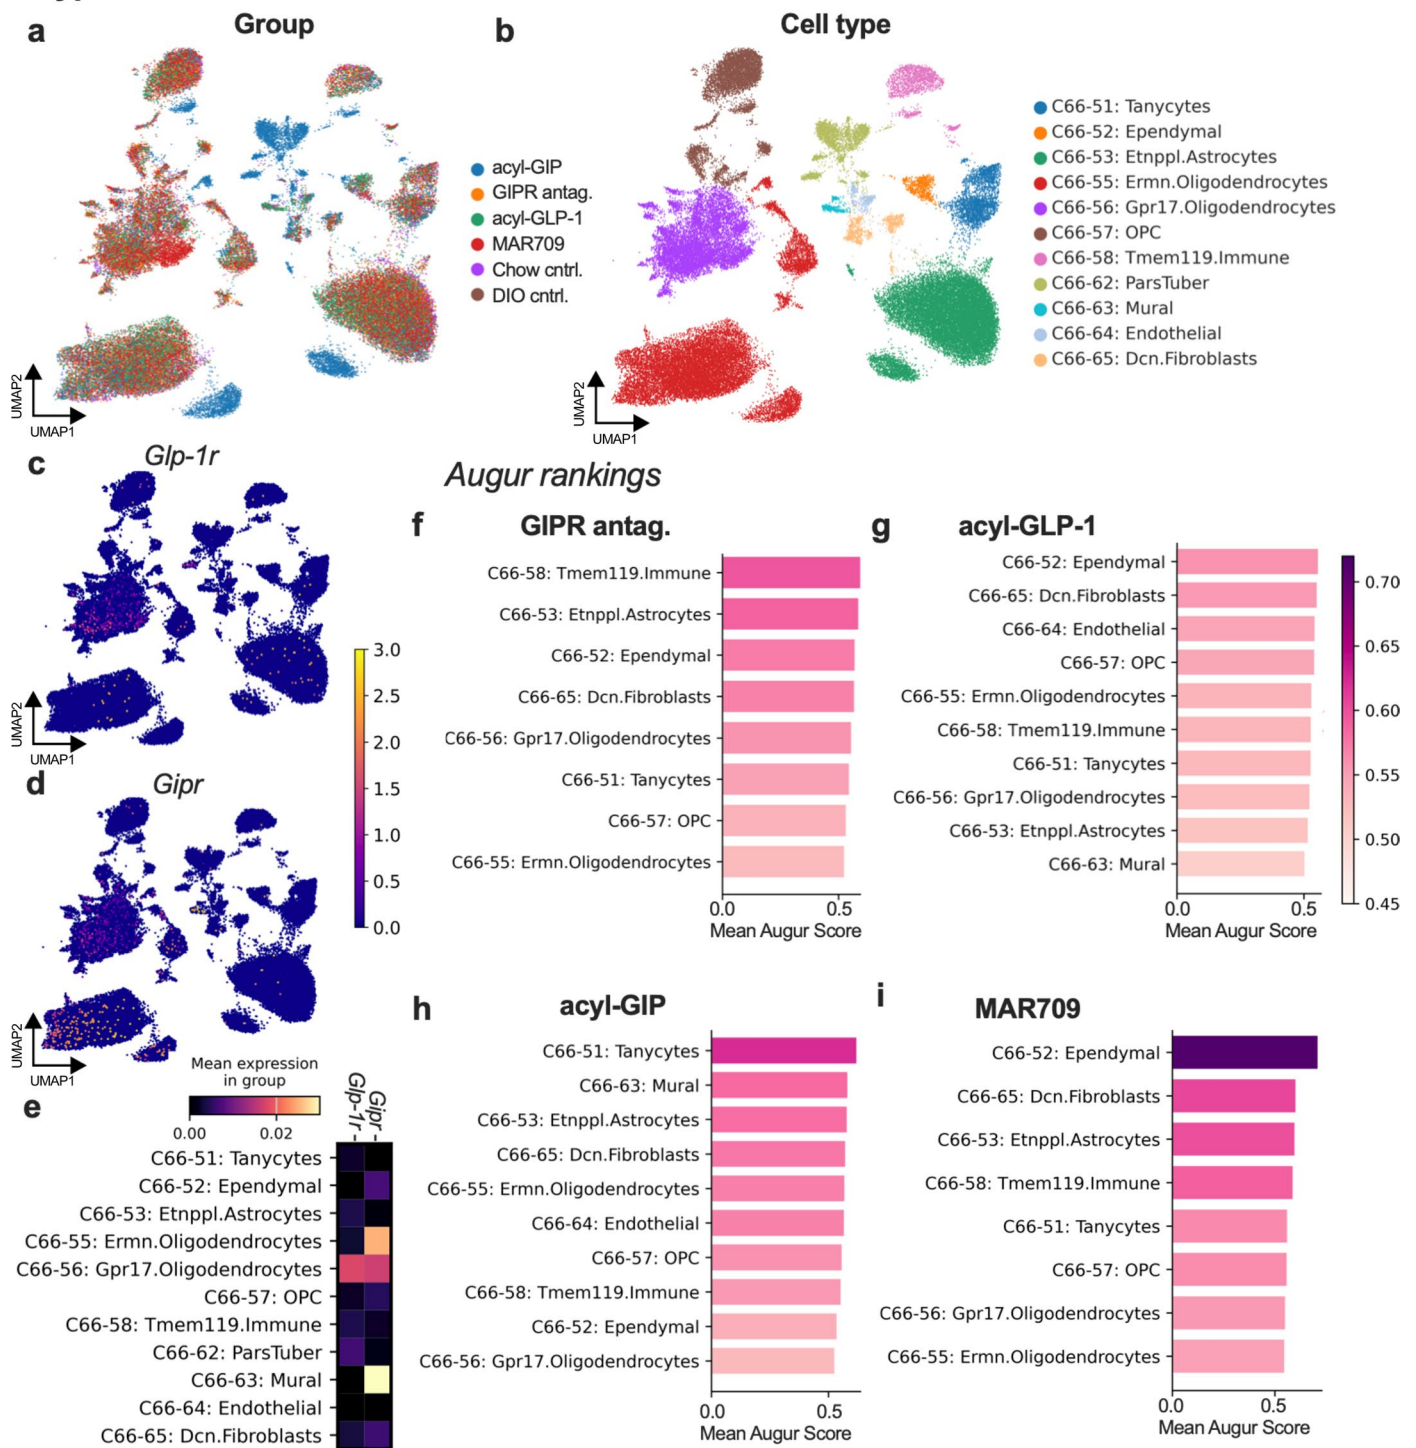 a
Group
b
Cell type
acyl-GIP
GIPR antag.
acyl-GLP-1
MAR709
Chow cntrl.
DIO cntrl.
C66-51: Tanycytes
C66-52: Ependymal
C66-53: Etnppl.Astrocytes
C66-55: Ermn.Oligodendrocytes
C66-56: Gpr17.Oligodendrocytes
C66-57: OPC
C66-58: Tmem119.Immune
C66-62: ParsTuber
C66-63: Mural
C66-64: Endothelial
C66-65: Dcn.Fibroblasts
UMAP2
UMAP1
UMAP2
UMAP1
c
Glp-1r
UMAP2
UMAP1
3.0
2.5
2.0
1.5
1.0
0.5
0.0
d
Gipr
UMAP2
UMAP1
e
Mean expression
in group
0.00
0.02
Glp-1r
Gipr
C66-51: Tanycytes
C66-52: Ependymal
C66-53: Etnppl.Astrocytes
C66-55: Ermn.Oligodendrocytes
C66-56: Gpr17.Oligodendrocytes
C66-57: OPC
C66-58: Tmem119.Immune
C66-62: ParsTuber
C66-63: Mural
C66-64: Endothelial
C66-65: Dcn.Fibroblasts
Augur rankings
f
GIPR antag.
C66-58: Tmem119.Immune
C66-53: Etnppl.Astrocytes
C66-52: Ependymal
C66-65: Dcn.Fibroblasts
C66-56: Gpr17.Oligodendrocytes
C66-51: Tanycytes
C66-57: OPC
C66-55: Ermn.Oligodendrocytes
0.0
0.5
Mean Augur Score
g
acyl-GLP-1
C66-52: Ependymal
C66-65: Dcn.Fibroblasts
C66-64: Endothelial
C66-57: OPC
C66-55: Ermn.Oligodendrocytes
C66-58: Tmem119.Immune
C66-51: Tanycytes
C66-56: Gpr17.Oligodendrocytes
C66-53: Etnppl.Astrocytes
C66-63: Mural
0.0
0.5
Mean Augur Score
0.70
0.65
0.60
0.55
0.50
0.45
h
acyl-GIP
C66-51: Tanycytes
C66-63: Mural
C66-53: Etnppl.Astrocytes
C66-65: Dcn.Fibroblasts
C66-55: Ermn.Oligodendrocytes
C66-64: Endothelial
C66-57: OPC
C66-58: Tmem119.Immune
C66-52: Ependymal
C66-56: Gpr17.Oligodendrocytes
0.0
0.5
Mean Augur Score
i
MAR709
C66-52: Ependymal
C66-65: Dcn.Fibroblasts
C66-53: Etnppl.Astrocytes
C66-58: Tmem119.Immune
C66-51: Tanycytes
C66-57: OPC
C66-56: Gpr17.Oligodendrocytes
C66-55: Ermn.Oligodendrocytes
0.0
0.5
Mean Augur Score